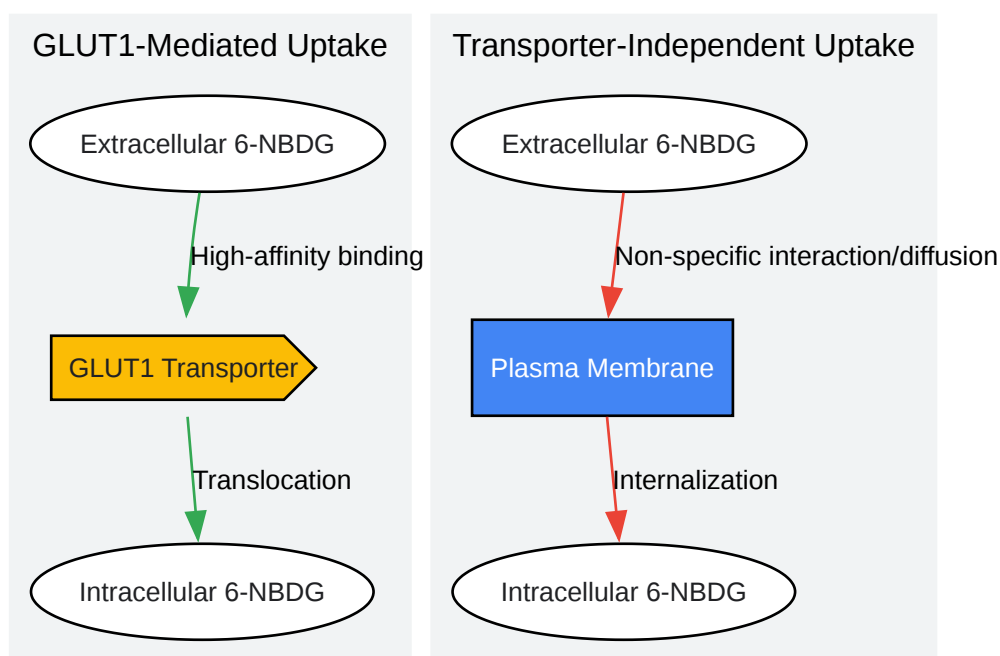 GLUT1-Mediated Uptake
Extracellular 6-NBDG
High-affinity binding
GLUT1 Transporter
Translocation
Intracellular 6-NBDG
Transporter-Independent Uptake
Extracellular 6-NBDG
Non-specific interaction/diffusion
Plasma Membrane
Internalization
Intracellular 6-NBDG